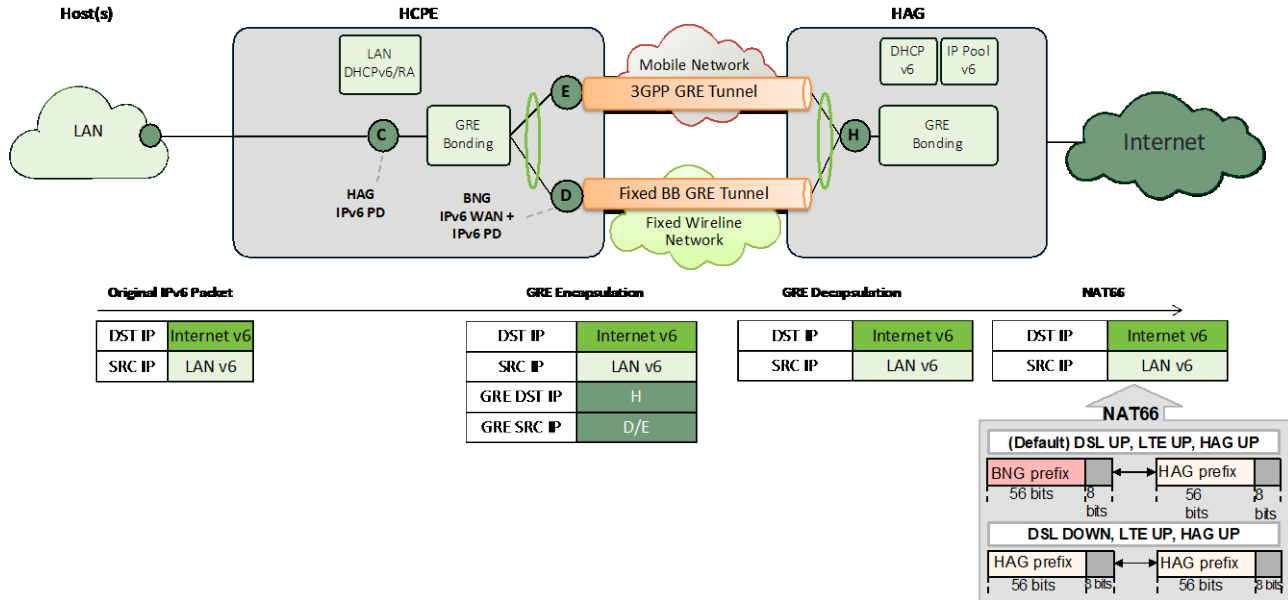 Host(s)
HCPE
HAG
LAN
DHCPv6/RA
Mobile Network
DHCP
v6
IP Pool
v6
E
3GPP GRE Tunnel
LAN
C
GRE
Bonding
H
GRE
Bonding
Internet
HAG
IPv6 PD
BNG
IPv6 WAN +
IPv6 PD
D
Fixed BB GRE Tunnel
Fixed Wireline
Network
Original IPv6 Packet
GRE Encapsulation
GRE Decapsulation
NAT66
DST IP Internet v6
SRC IP LAN v6
DST IP Internet v6
SRC IP LAN v6
GRE DST IP H
GRE SRC IP D/E
DST IP Internet v6
SRC IP LAN v6
DST IP Internet v6
SRC IP LAN v6
NAT66
(Default) DSL UP, LTE UP, HAG UP
BNG prefix HAG prefix
56 bits 8 bits 56 bits 8 bits
DSL DOWN, LTE UP, HAG UP
HAG prefix HAG prefix
56 bits 8 bits 56 bits 8 bits